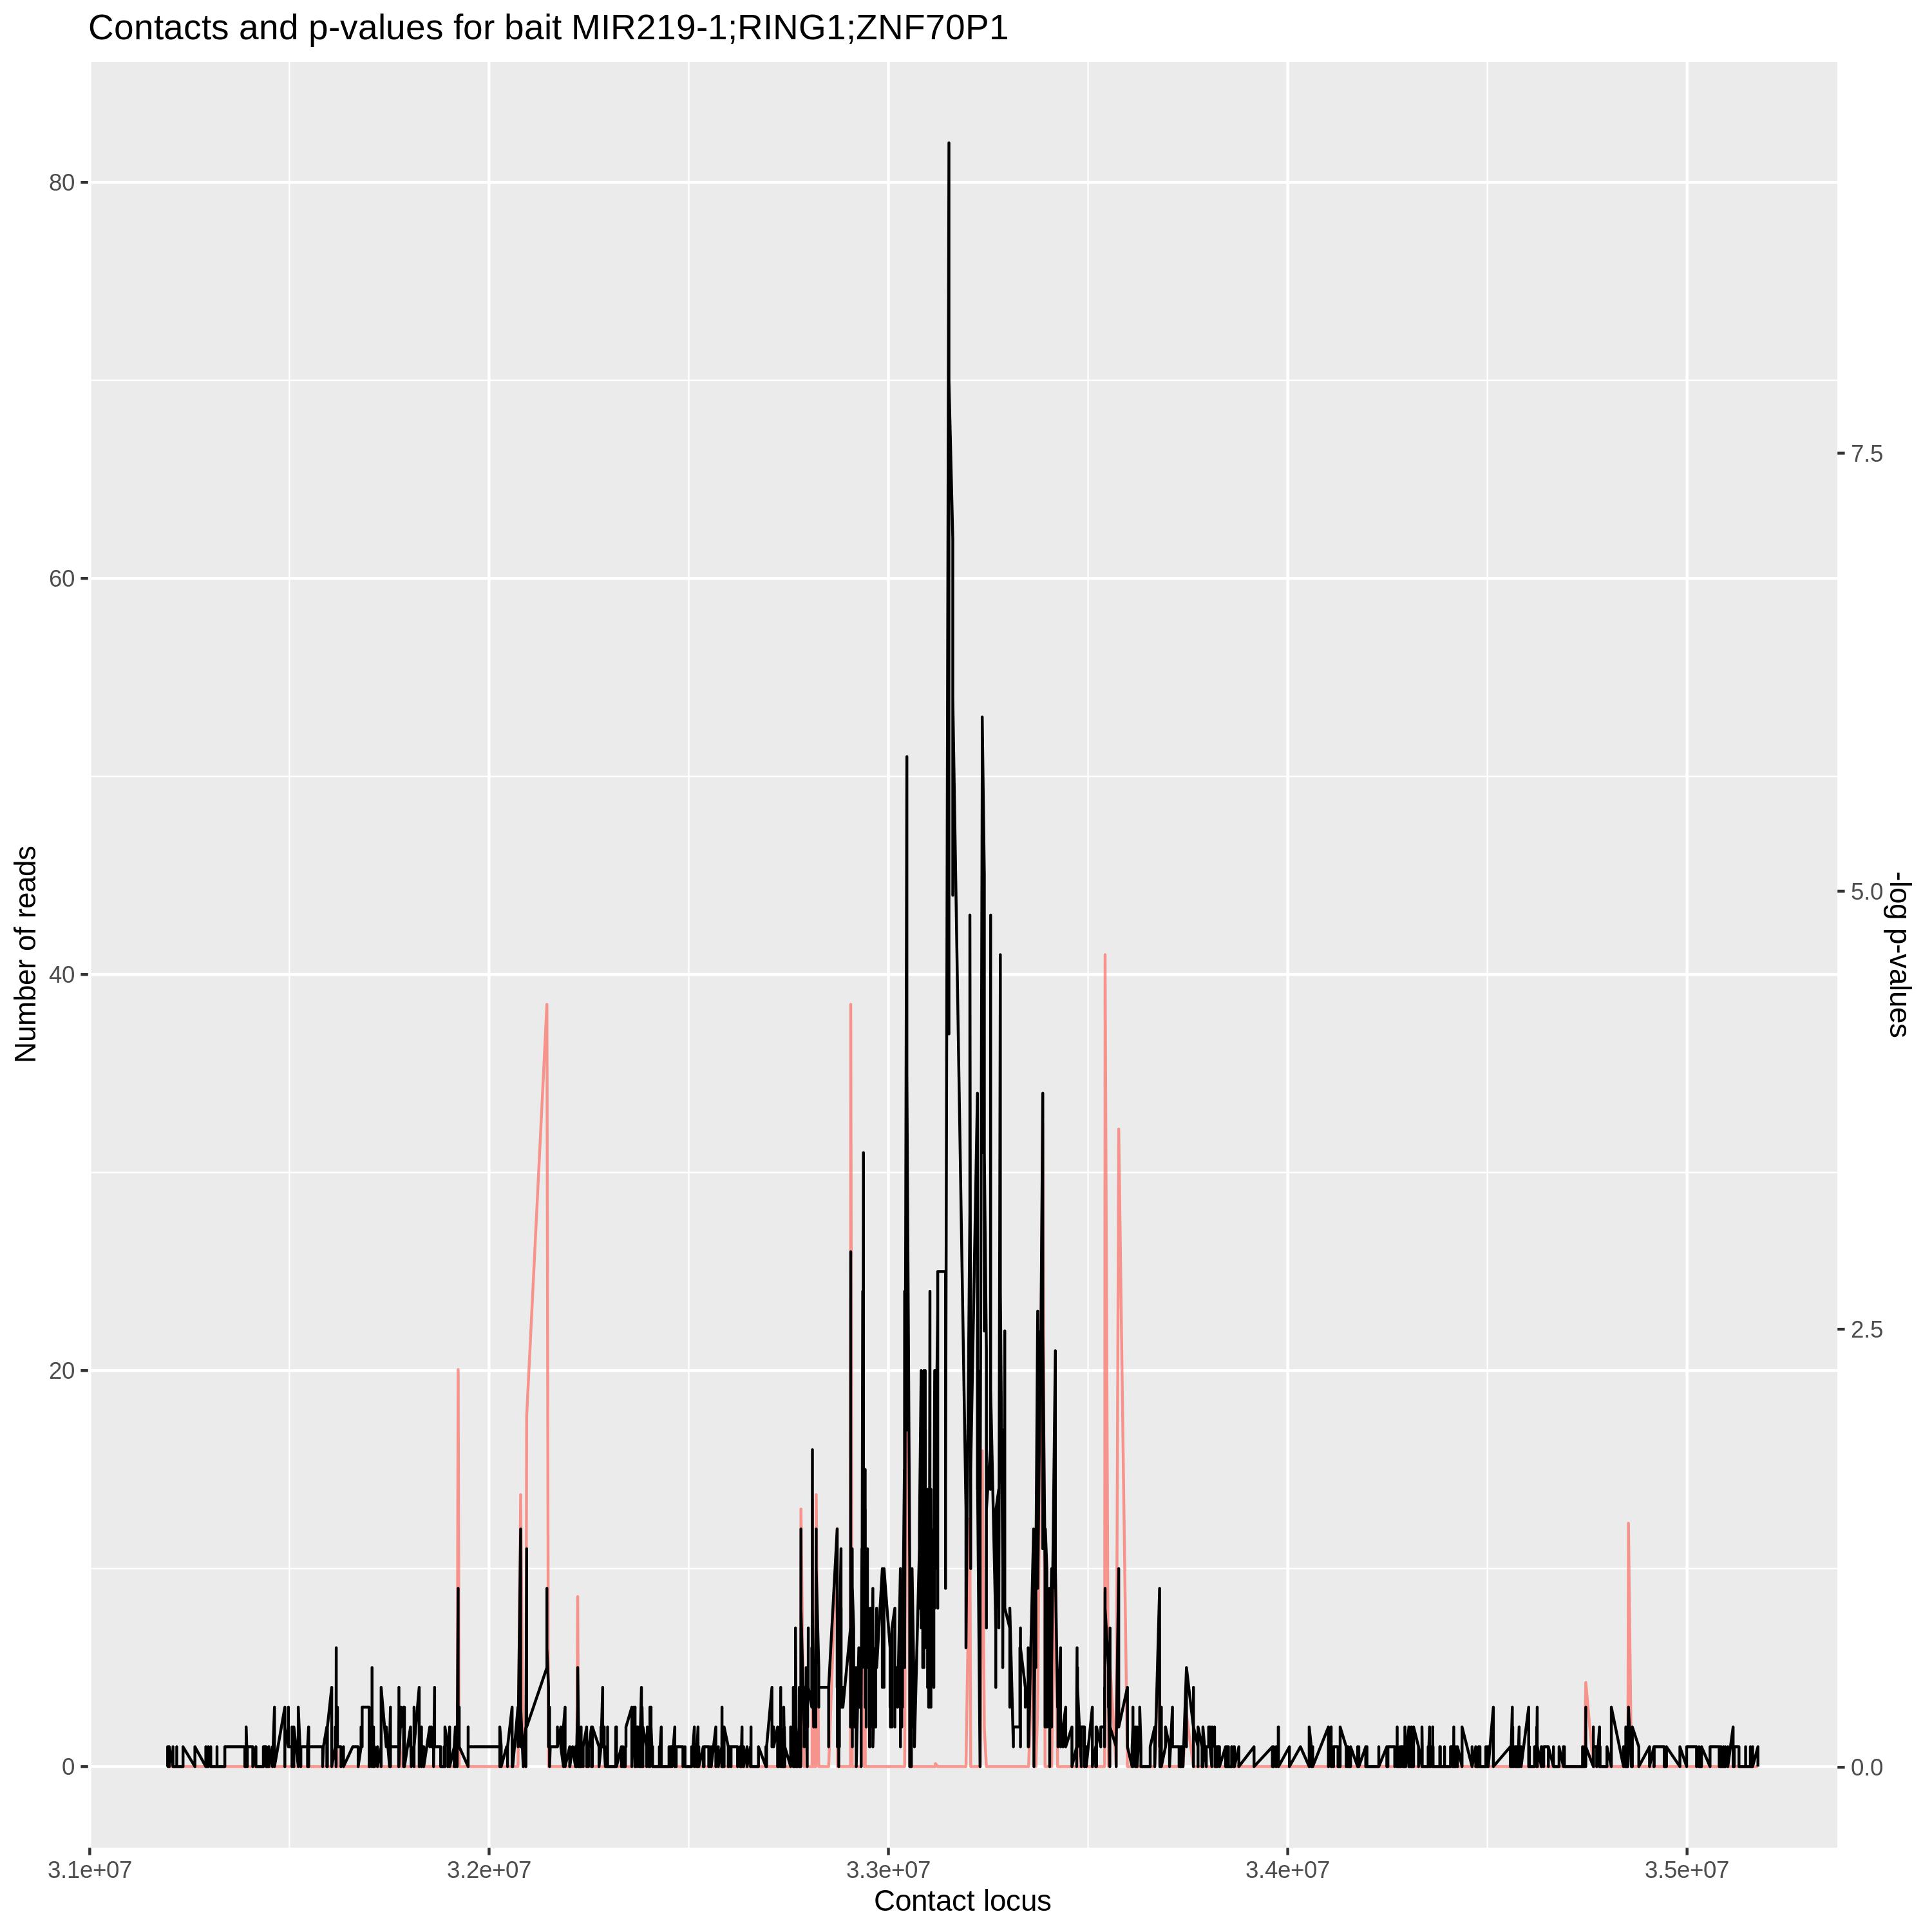 Contacts and p-values for bait MIR219-1;RING1;ZNF70P1
80
60
40
20
0
Number of reads
7.5
5.0
2.5
0.0
-log p-values
3.1e+07 3.2e+07 3.3e+07 3.4e+07 3.5e+07
Contact locus